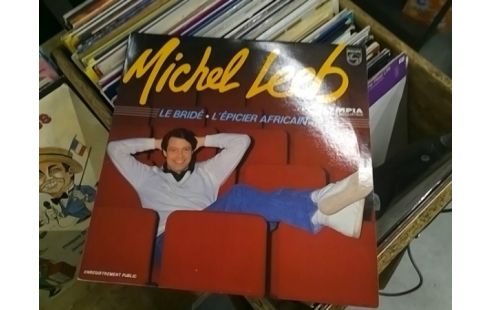 Michel Leeb
PHILIPS
LE BRIDÉ • L'ÉPICIER AFRICAIN
ENREGISTREMENT PUBLIC